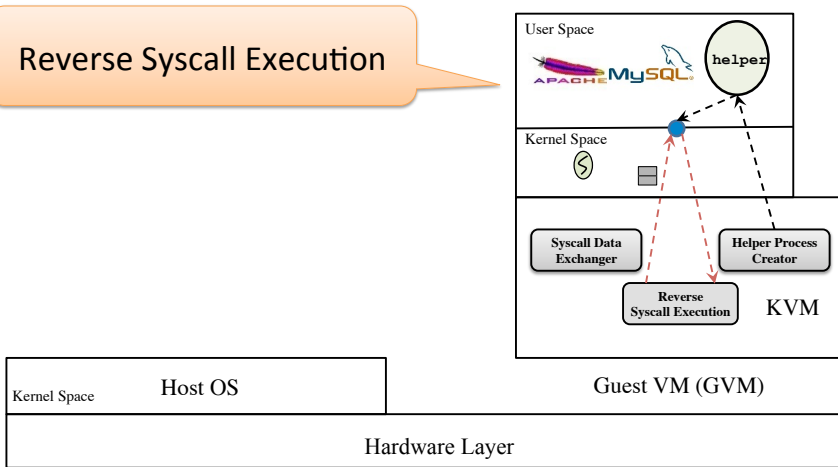 Reverse Syscall Execution
User Space
APACHE
MySQL®
helper
Kernel Space
Syscall Data
Exchanger
Helper Process
Creator
Reverse
Syscall Execution
KVM
Kernel Space
Host OS
Guest VM (GVM)
Hardware Layer